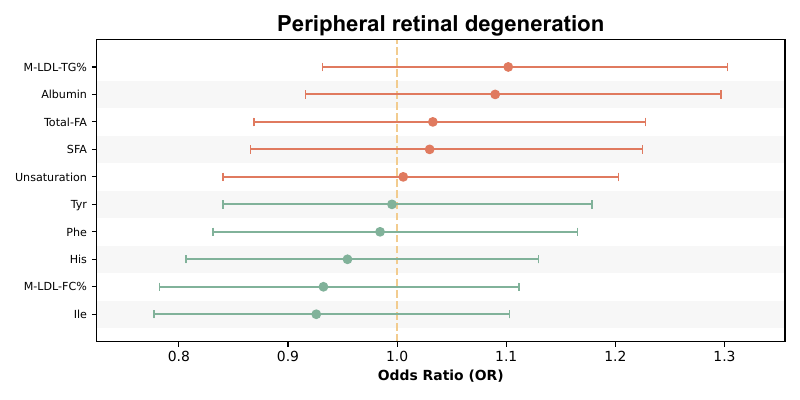 Peripheral retinal degeneration
M-LDL-TG%
Albumin
Total-FA
SFA
Unsaturation
Tyr
Phe
His
M-LDL-FC%
Ile
0.8 0.9 1.0 1.1 1.2 1.3
Odds Ratio (OR)